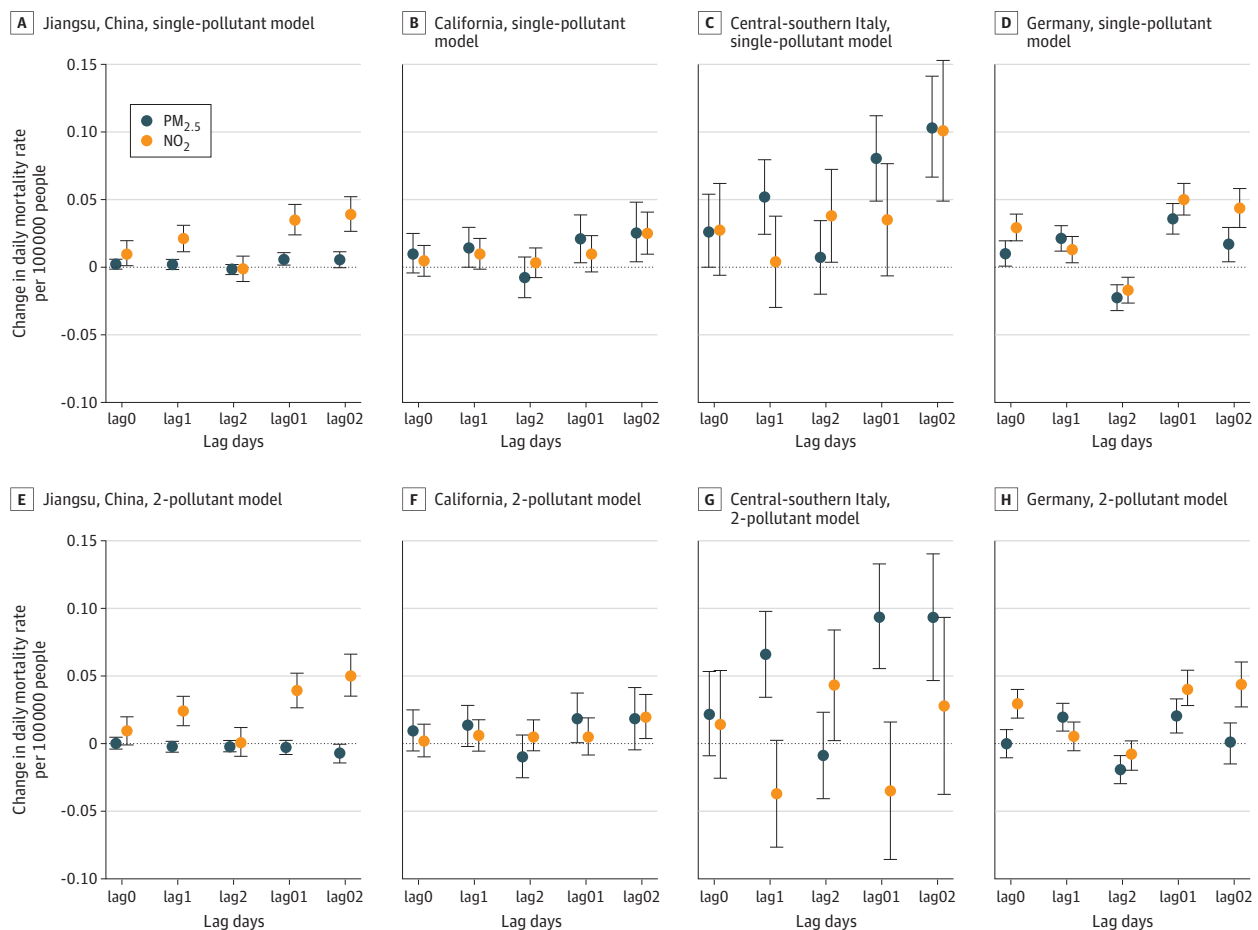 A Jiangsu, China, single-pollutant model
B California, single-pollutant
model
C Central-southern Italy,
single-pollutant model
D Germany, single-pollutant
model
Change in daily mortality rate
per 100 000 people
0.15
0.10
0.05
0
-0.05
-0.10
PM2.5
NO2
lag0 lag1 lag2 lag01 lag02
Lag days
lag0 lag1 lag2 lag01 lag02
Lag days
lag0 lag1 lag2 lag01 lag02
Lag days
lag0 lag1 lag2 lag01 lag02
Lag days
E Jiangsu, China, 2-pollutant model
F California, 2-pollutant model
G Central-southern Italy,
2-pollutant model
H Germany, 2-pollutant model
Change in daily mortality rate
per 100 000 people
0.15
0.10
0.05
0
-0.05
-0.10
lag0 lag1 lag2 lag01 lag02
Lag days
lag0 lag1 lag2 lag01 lag02
Lag days
lag0 lag1 lag2 lag01 lag02
Lag days
lag0 lag1 lag2 lag01 lag02
Lag days